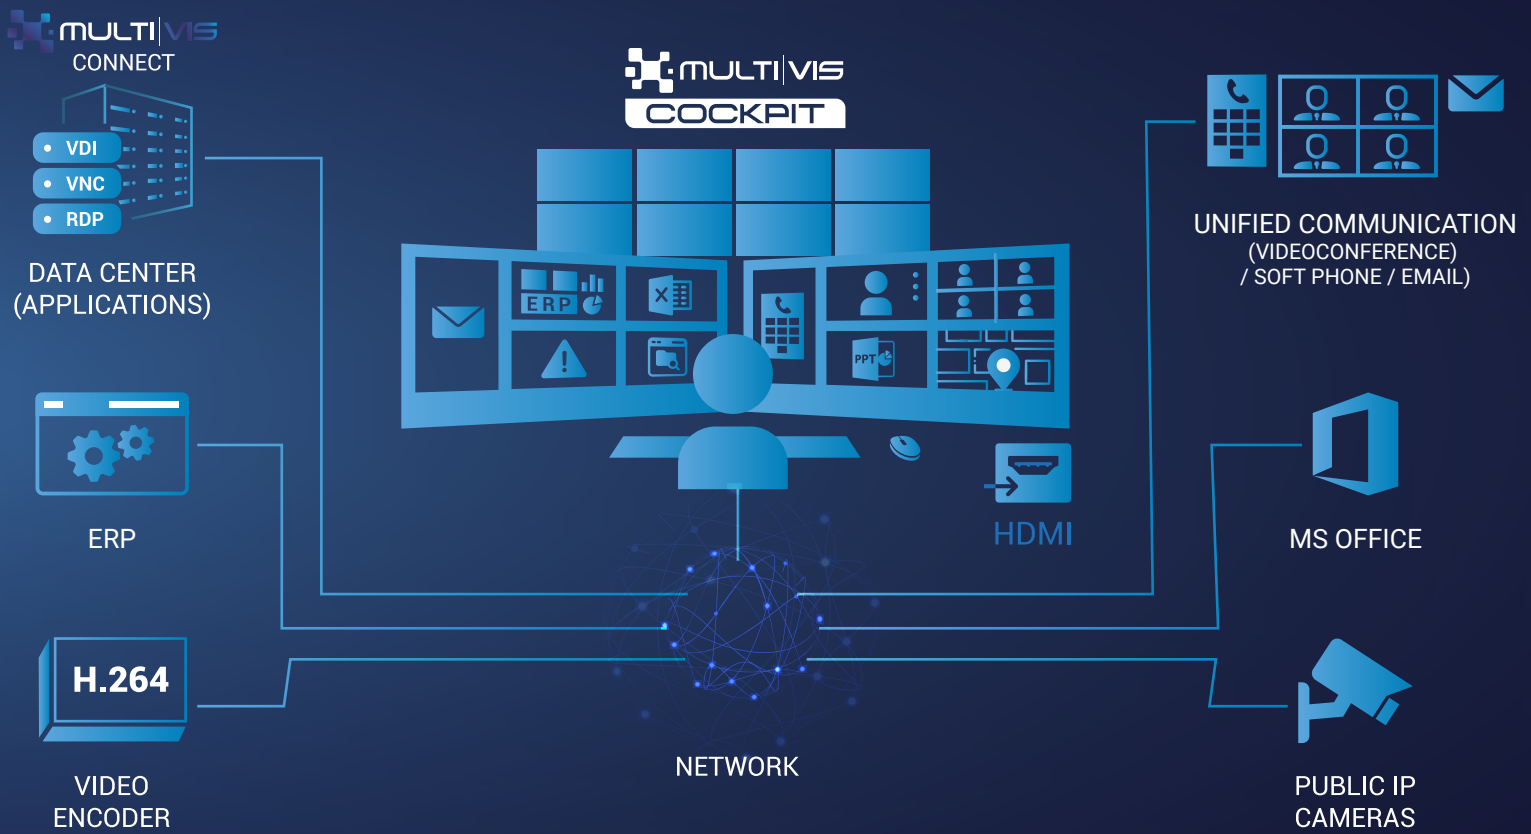 MULTI|VIS
CONNECT
VDI
VNC
RDP
DATA CENTER
(APPLICATIONS)
ERP
H.264
VIDEO
ENCODER
MULTI|VIS
COCKPIT
ERP
X
PPT
HDMI
NETWORK
UNIFIED COMMUNICATION
(VIDEOCONFERENCE)
/ SOFT PHONE / EMAIL)
MS OFFICE
PUBLIC IP
CAMERAS